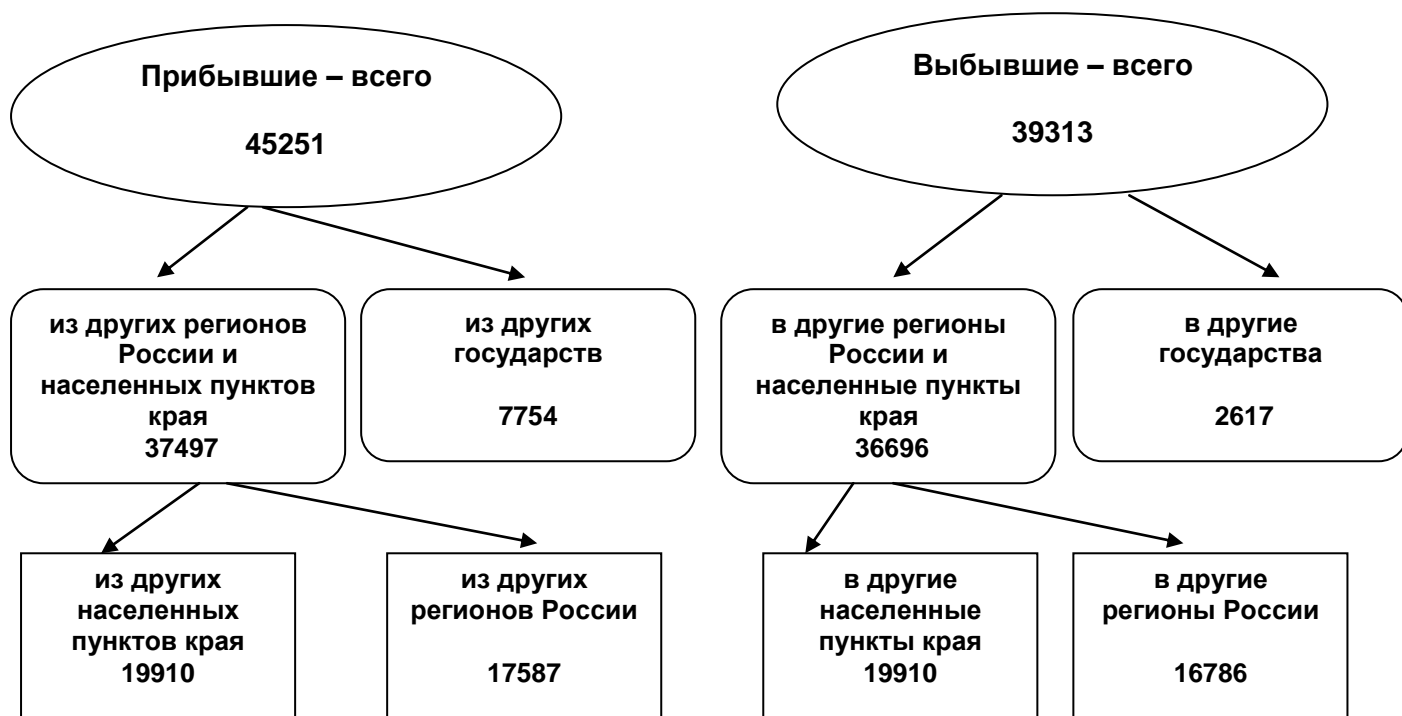 Прибывшие – всего
45251
Выбывшие – всего
39313
из других регионов
России и
населенных пунктов
края
37497
из других
государств
7754
в другие регионы
России и
населенные пункты
края
36696
в другие
государства
2617
из других
населенных
пунктов края
19910
из других
регионов России
17587
в другие
населенные
пункты края
19910
в другие
регионы России
16786